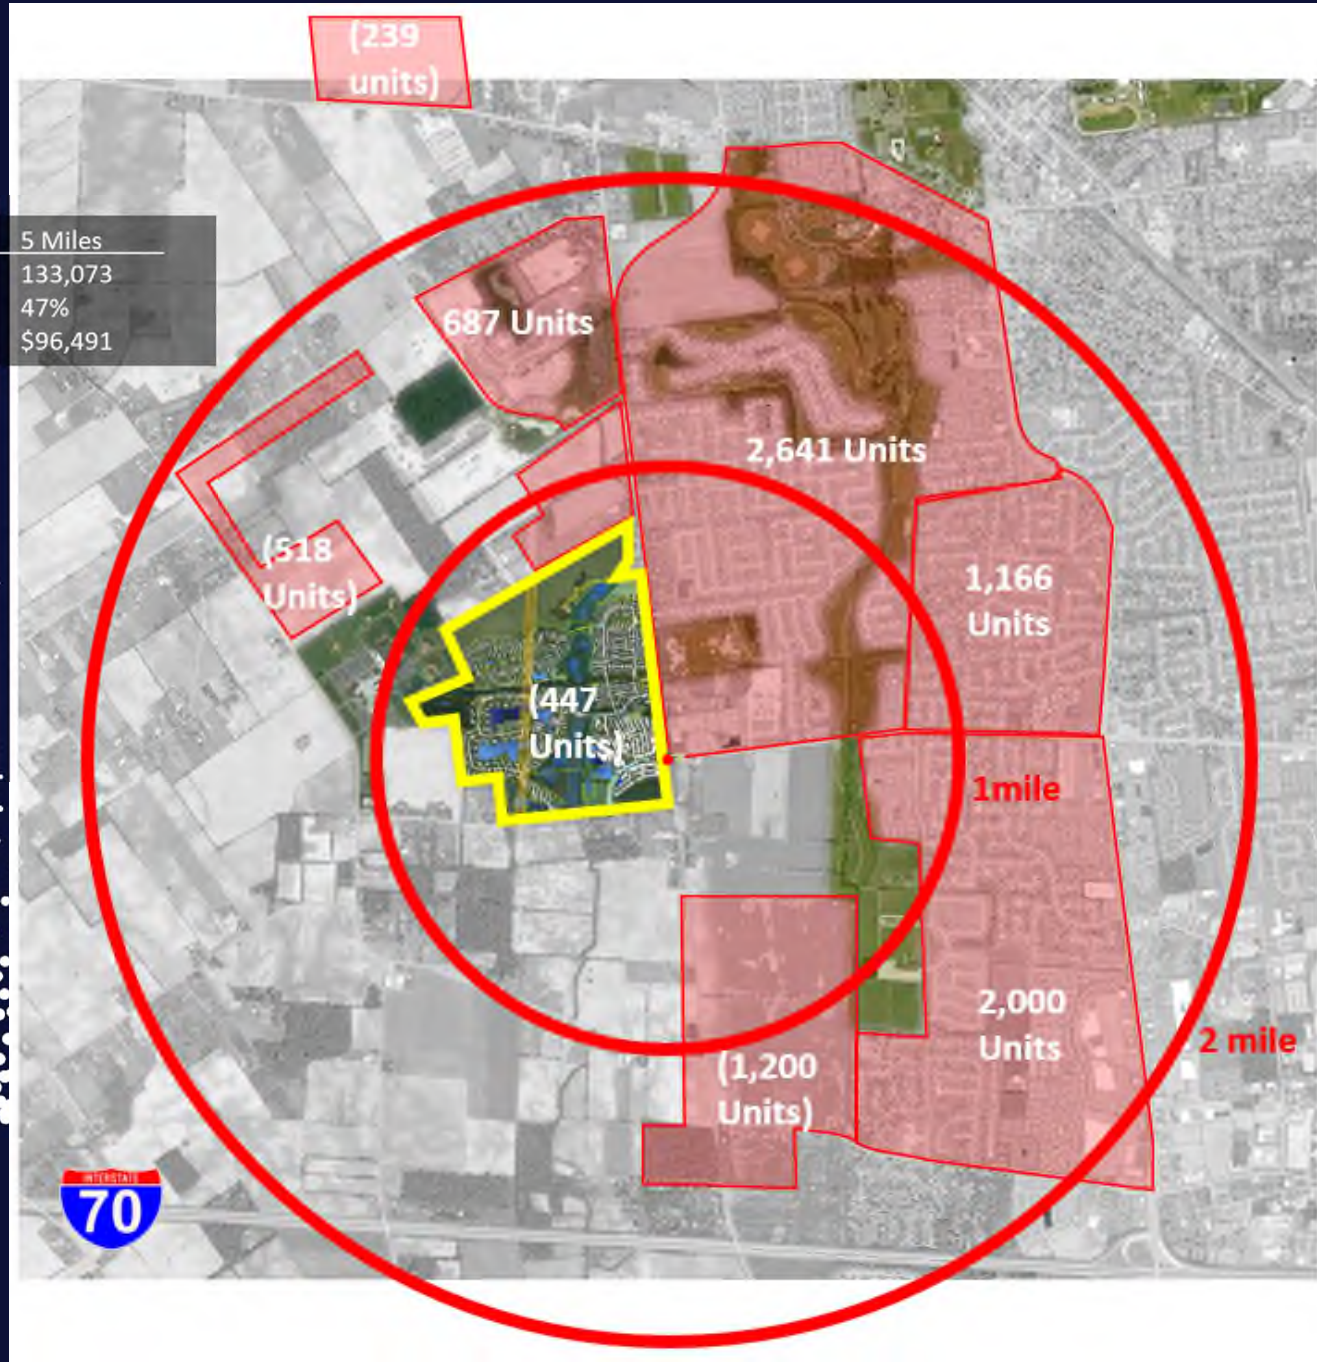 (239
units)
5 Miles
133,073
47%
$96,491
687 Units
2,641 Units
(518
Units)
1,166
Units
(447
Units)
1mile
2,000
Units
2 mile
(1,200
Units)
INTERSTATE
70